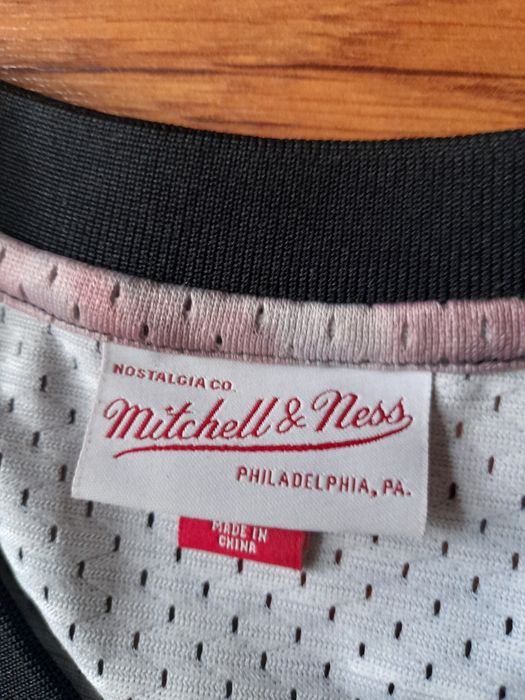 NOSTALGIA CO.
Mitchell & Ness
PHILADELPHIA, PA.
MADE IN
CHINA